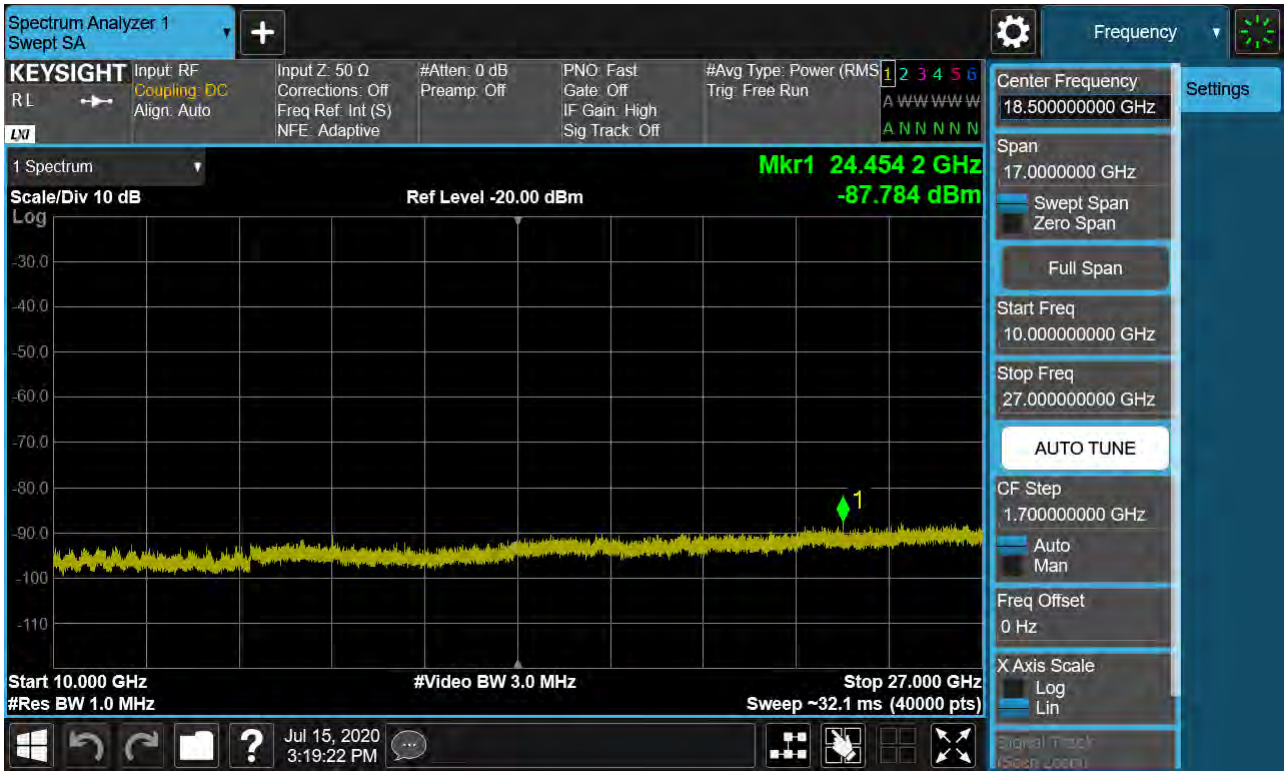 Spectrum Analyzer 1
Swept SA
+
Frequency
KEYSIGHT
RL
LXI
Input: RF
Coupling: DC
Align: Auto
Input Z: 50 Ω
Corrections: Off
Freq Ref: Int (S)
NFE: Adaptive
#Atten: 0 dB
Preamp: Off
PNO: Fast
Gate: Off
IF Gain: High
Sig Track: Off
#Avg Type: Power (RMS
Trig: Free Run
1 2 3 4 5 6
A W W W W W
A N N N N N
1 Spectrum
Mkr1 24.454 2 GHz
Scale/Div 10 dB
Ref Level -20.00 dBm
-87.784 dBm
Log
-30.0
-40.0
-50.0
-60.0
-70.0
-80.0
-90.0
-100
-110
1
Start 10.000 GHz
#Video BW 3.0 MHz
Stop 27.000 GHz
#Res BW 1.0 MHz
Sweep ~32.1 ms (40000 pts)
Center Frequency
18.500000000 GHz
Settings
Span
17.0000000 GHz
Swept Span
Zero Span
Full Span
Start Freq
10.000000000 GHz
Stop Freq
27.000000000 GHz
AUTO TUNE
CF Step
1.700000000 GHz
Auto
Man
Freq Offset
0 Hz
X Axis Scale
Log
Lin
Signal Track
(Span Zoom)
?
Jul 15, 2020
3:19:22 PM